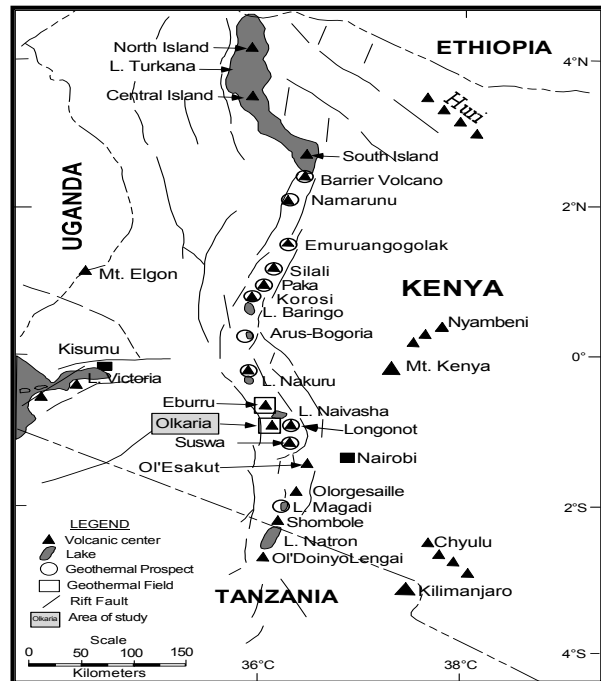 ETHIOPIA
North Island
L. Turkana
4°N
Central Island
Huri
South Island
Barrier Volcano
UGANDA
Namarunu
2°N
Emuruangogolak
Silali
Mt. Elgon
Paka
KENYA
Korosi
L. Baringo
Nyambeni
Arus-Bogoria
Kisumu
0°
Mt. Kenya
L. Victoria
L. Nakuru
Eburru
L. Naivasha
Olkaria
Longonot
Suswa
Nairobi
Ol'Esakut
Olorgesaille
L. Magadi
2°S
Shombole
L. Natron
Chyulu
Ol'DoinyoLengai
Kilimanjaro
TANZANIA
LEGEND
Volcanic center
Lake
Geothermal Prospect
Geothermal Field
Rift Fault
Olkaria Area of study
Scale
0 50 100 150
Kilometers
36°C
38°C
4°S